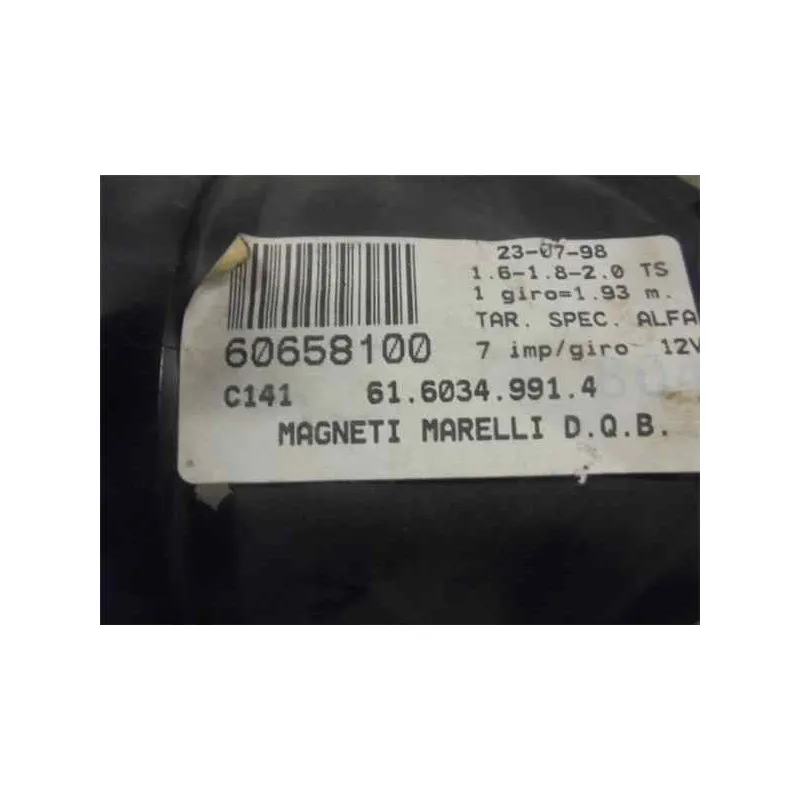 23-07-98
1.6-1.8-2.0 TS
1 giro=1.93 m.
TAR. SPEC. ALFA
60658100 7 imp/giro 12V
C141 61.6034.991.4
MAGNETI MARELLI D.Q.B.